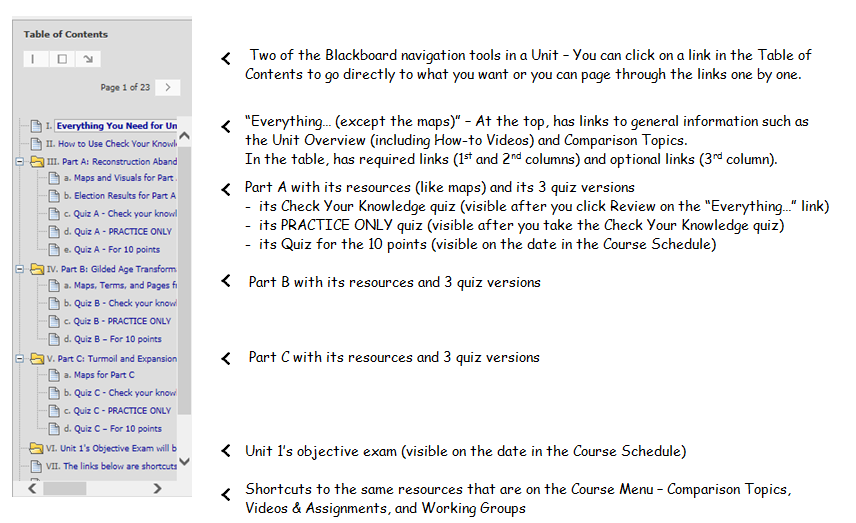 Table of Contents
Page 1 of 23
I. Everything You Need for Un
II. How to Use Check Your Knowl
III. Part A: Reconstruction Aband
a. Maps and Visuals for Part
b. Election Results for Part A
c. Quiz A - Check your knowl
d. Quiz A - PRACTICE ONLY
e. Quiz A - For 10 points
IV. Part B: Gilded Age Transform
a. Maps, Terms, and Pages f
b. Quiz B - Check your knowl
c. Quiz B - PRACTICE ONLY
d. Quiz B – For 10 points
V. Part C: Turmoil and Expansion
a. Maps for Part C
b. Quiz C - Check your know
c. Quiz C - PRACTICE ONLY
d. Quiz C – For 10 points
VI. Unit 1's Objective Exam will b
VII. The links below are shortcuts
Two of the Blackboard navigation tools in a Unit – You can click on a link in the Table of
Contents to go directly to what you want or you can page through the links one by one.
“Everything… (except the maps)” – At the top, has links to general information such as
the Unit Overview (including How-to Videos) and Comparison Topics.
In the table, has required links (1st and 2nd columns) and optional links (3rd column).
Part A with its resources (like maps) and its 3 quiz versions
- its Check Your Knowledge quiz (visible after you click Review on the “Everything…” link)
- its PRACTICE ONLY quiz (visible after you take the Check Your Knowledge quiz)
- its Quiz for the 10 points (visible on the date in the Course Schedule)
Part B with its resources and 3 quiz versions
Part C with its resources and 3 quiz versions
Unit 1’s objective exam (visible on the date in the Course Schedule)
Shortcuts to the same resources that are on the Course Menu – Comparison Topics,
Videos & Assignments, and Working Groups